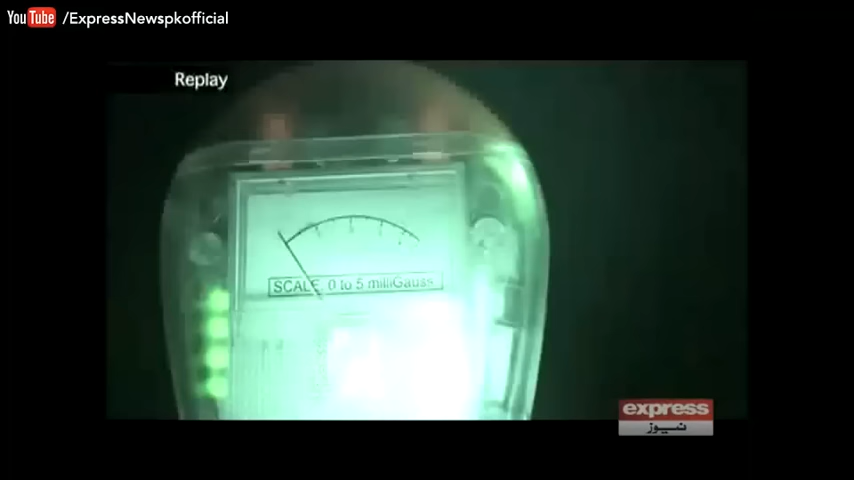 YouTube /ExpressNewspkofficial
Replay
SCALE 0 to 5 milliGauss
express
نیوز